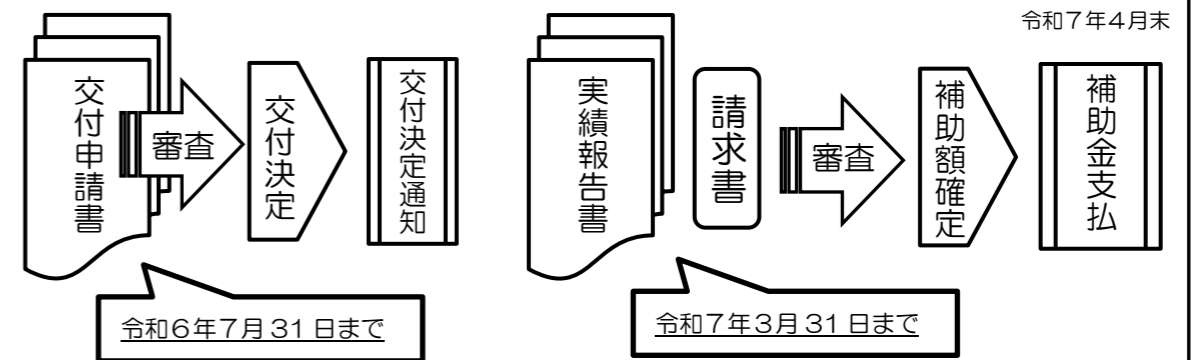 令和7年4月末
交付申請書
審査
交付決定
交付決定通知
実績報告書
請求書
審査
補助額確定
補助金支払
令和6年7月31日まで
令和7年3月31日まで